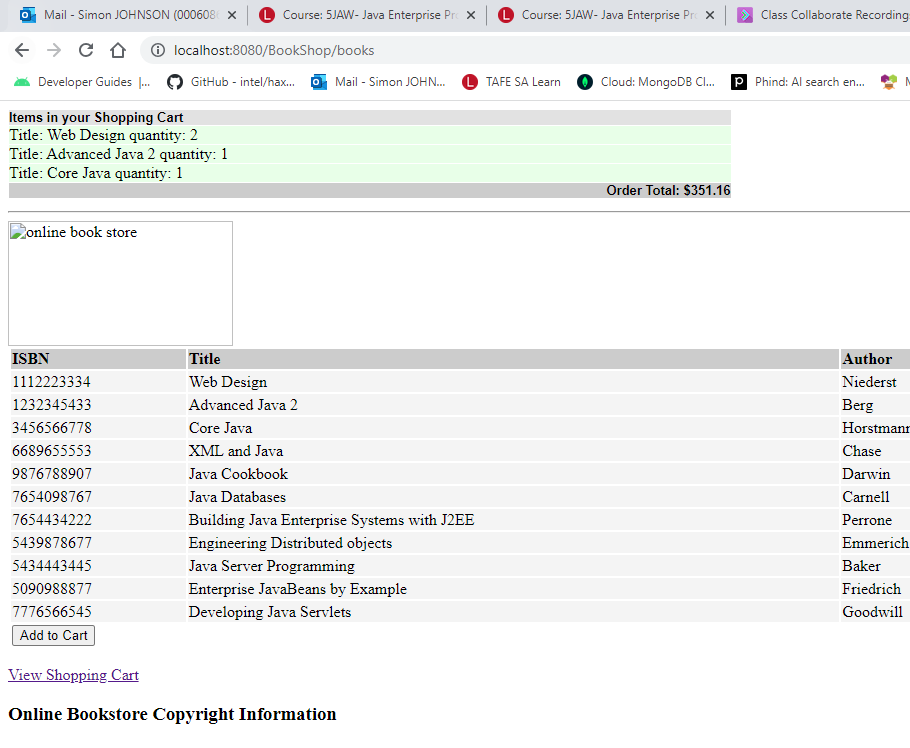 Mail - Simon JOHNSON (000608 Course: 5JAW- Java Enterprise Pr Course: 5JAW- Java Enterprise Pr Class Collaborate Recording
localhost:8080/BookShop/books
Developer Guides |... GitHub - intel/hax... Mail - Simon JOHN... TAFE SA Learn Cloud: MongoDB Cl... Phind: AI search en...
Items in your Shopping Cart
Title: Web Design quantity: 2
Title: Advanced Java 2 quantity: 1
Title: Core Java quantity: 1
Order Total: $351.16
online book store
ISBN Title Author
1112223334 Web Design Niederst
1232345433 Advanced Java 2 Berg
3456566778 Core Java Horstmann
6689655553 XML and Java Chase
9876788907 Java Cookbook Darwin
7654098767 Java Databases Carnell
7654434222 Building Java Enterprise Systems with J2EE Perrone
5439878677 Engineering Distributed objects Emmerich
5434443445 Java Server Programming Baker
5090988877 Enterprise JavaBeans by Example Friedrich
7776566545 Developing Java Servlets Goodwill
Add to Cart
View Shopping Cart
Online Bookstore Copyright Information